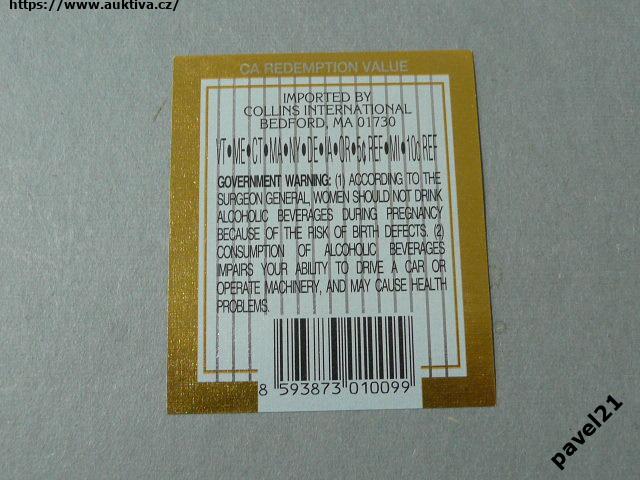 https://www.auktiva.cz/
CA REDEMPTION VALUE
IMPORTED BY
COLLINS INTERNATIONAL
BEDFORD, MA 01730
VT•ME•CT•MA•NY•DE•IA•OR•5¢ REF•MI•10¢ REF
GOVERNMENT WARNING: (1) ACCORDING TO THE
SURGEON GENERAL, WOMEN SHOULD NOT DRINK
ALCOHOLIC BEVERAGES DURING PREGNANCY
BECAUSE OF THE RISK OF BIRTH DEFECTS. (2)
CONSUMPTION OF ALCOHOLIC BEVERAGES
IMPAIRS YOUR ABILITY TO DRIVE A CAR OR
OPERATE MACHINERY, AND MAY CAUSE HEALTH
PROBLEMS.
8 593873 010099
pavel21